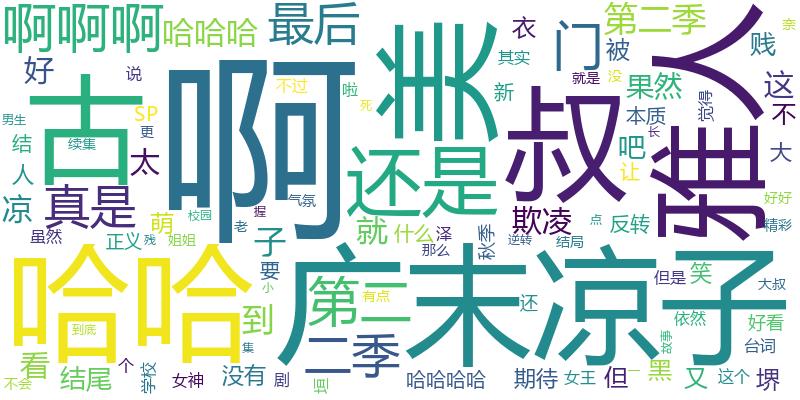 啊啊啊
哈哈哈
最后
衣
门
被
第二季
贱
好
说
古
啊
美
叔
雅人
其实
新
就是
没
果然
这
奈
觉得
不
男生
结
续集
SP
更
不过
啦
死
还是
本质
吧
长
大
人
太
凉
真是
萌
校园
老
握
气氛
就
什么
泽
欺凌
让
点
反转
好好
精彩
虽然
正义
残
姐姐
子
要
小
那么
秋季
逆转
结局
哈哈
广末凉子
第二
有点
到
到底
还
但是
笑
大叔
依然
故事
好看
台词
看
结尾
个
集
二季
不会
学校
女神
没有
剧
垣
哈哈哈哈
期待
女王
但
一
黑
又
这个
堺